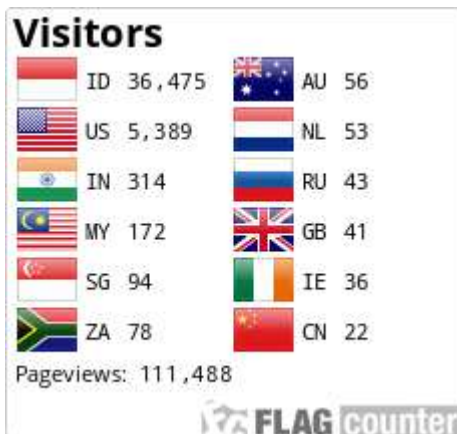 Visitors
ID 36,475
US 5,389
IN 314
MY 172
SG 94
ZA 78
AU 56
NL 53
RU 43
GB 41
IE 36
CN 22
Pageviews: 111,488
FLAG counter